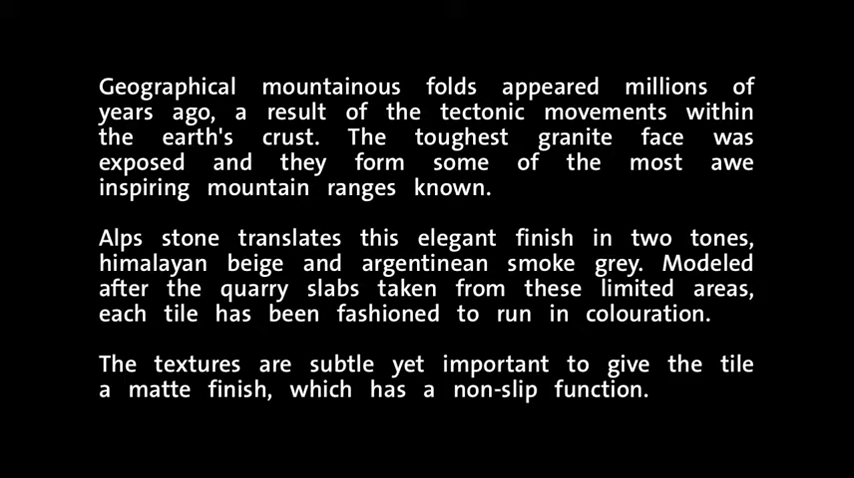 Geographical mountainous folds appeared millions of
years ago, a result of the tectonic movements within
the earth's crust. The toughest granite face was
exposed and they form some of the most awe
inspiring mountain ranges known.
Alps stone translates this elegant finish in two tones,
himalayan beige and argentinean smoke grey. Modeled
after the quarry slabs taken from these limited areas,
each tile has been fashioned to run in colouration.
The textures are subtle yet important to give the tile
a matte finish, which has a non-slip function.